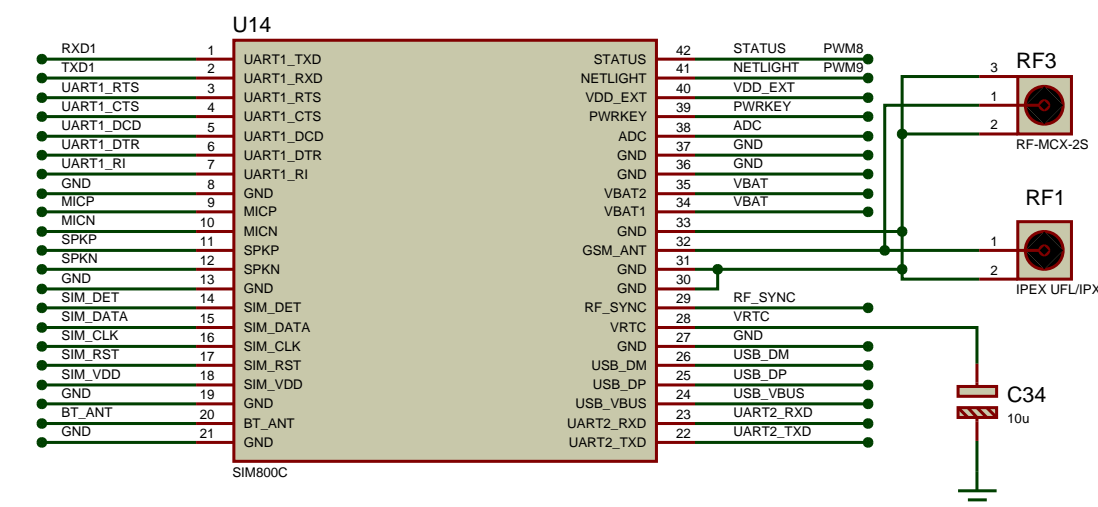 U14
RXD1 1 UART1_TXD STATUS 42 STATUS PWM8
TXD1 2 UART1_RXD NETLIGHT 41 NETLIGHT PWM9
UART1_RTS 3 UART1_RTS VDD_EXT 40 VDD_EXT
UART1_CTS 4 UART1_CTS PWRKEY 39 PWRKEY
UART1_DCD 5 UART1_DCD ADC 38 ADC
UART1_DTR 6 UART1_DTR GND 37 GND
UART1_RI 7 UART1_RI GND 36 GND
GND 8 GND VBAT2 35 VBAT
MICP 9 MICP VBAT1 34 VBAT
MICN 10 MICN GND 33
SPKP 11 SPKP GSM_ANT 32
SPKN 12 SPKN GND 31
GND 13 GND GND 30
SIM_DET 14 SIM_DET RF_SYNC 29 RF_SYNC
SIM_DATA 15 SIM_DATA VRTC 28 VRTC
SIM_CLK 16 SIM_CLK GND 27 GND
SIM_RST 17 SIM_RST USB_DM 26 USB_DM
SIM_VDD 18 SIM_VDD USB_DP 25 USB_DP
GND 19 GND USB_VBUS 24 USB_VBUS
BT_ANT 20 BT_ANT UART2_RXD 23 UART2_RXD
GND 21 GND UART2_TXD 22 UART2_TXD
SIM800C
RF3
3
1
2
RF-MCX-2S
RF1
1
2
IPEX UFL/IPX
C34
10u